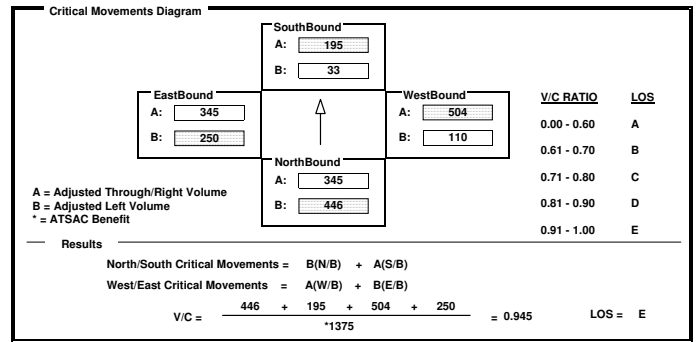 Critical Movements Diagram
SouthBound
A: 195
B: 33
EastBound
A: 345
B: 250
WestBound
A: 504
B: 110
NorthBound
A: 345
B: 446
V/C RATIO LOS
0.00 - 0.60 A
0.61 - 0.70 B
0.71 - 0.80 C
0.81 - 0.90 D
0.91 - 1.00 E
A = Adjusted Through/Right Volume
B = Adjusted Left Volume
* = ATSAC Benefit
Results
North/South Critical Movements = B(N/B) + A(S/B)
West/East Critical Movements = A(W/B) + B(E/B)
V/C = 446 + 195 + 504 + 250 = 0.945 LOS = E
*1375